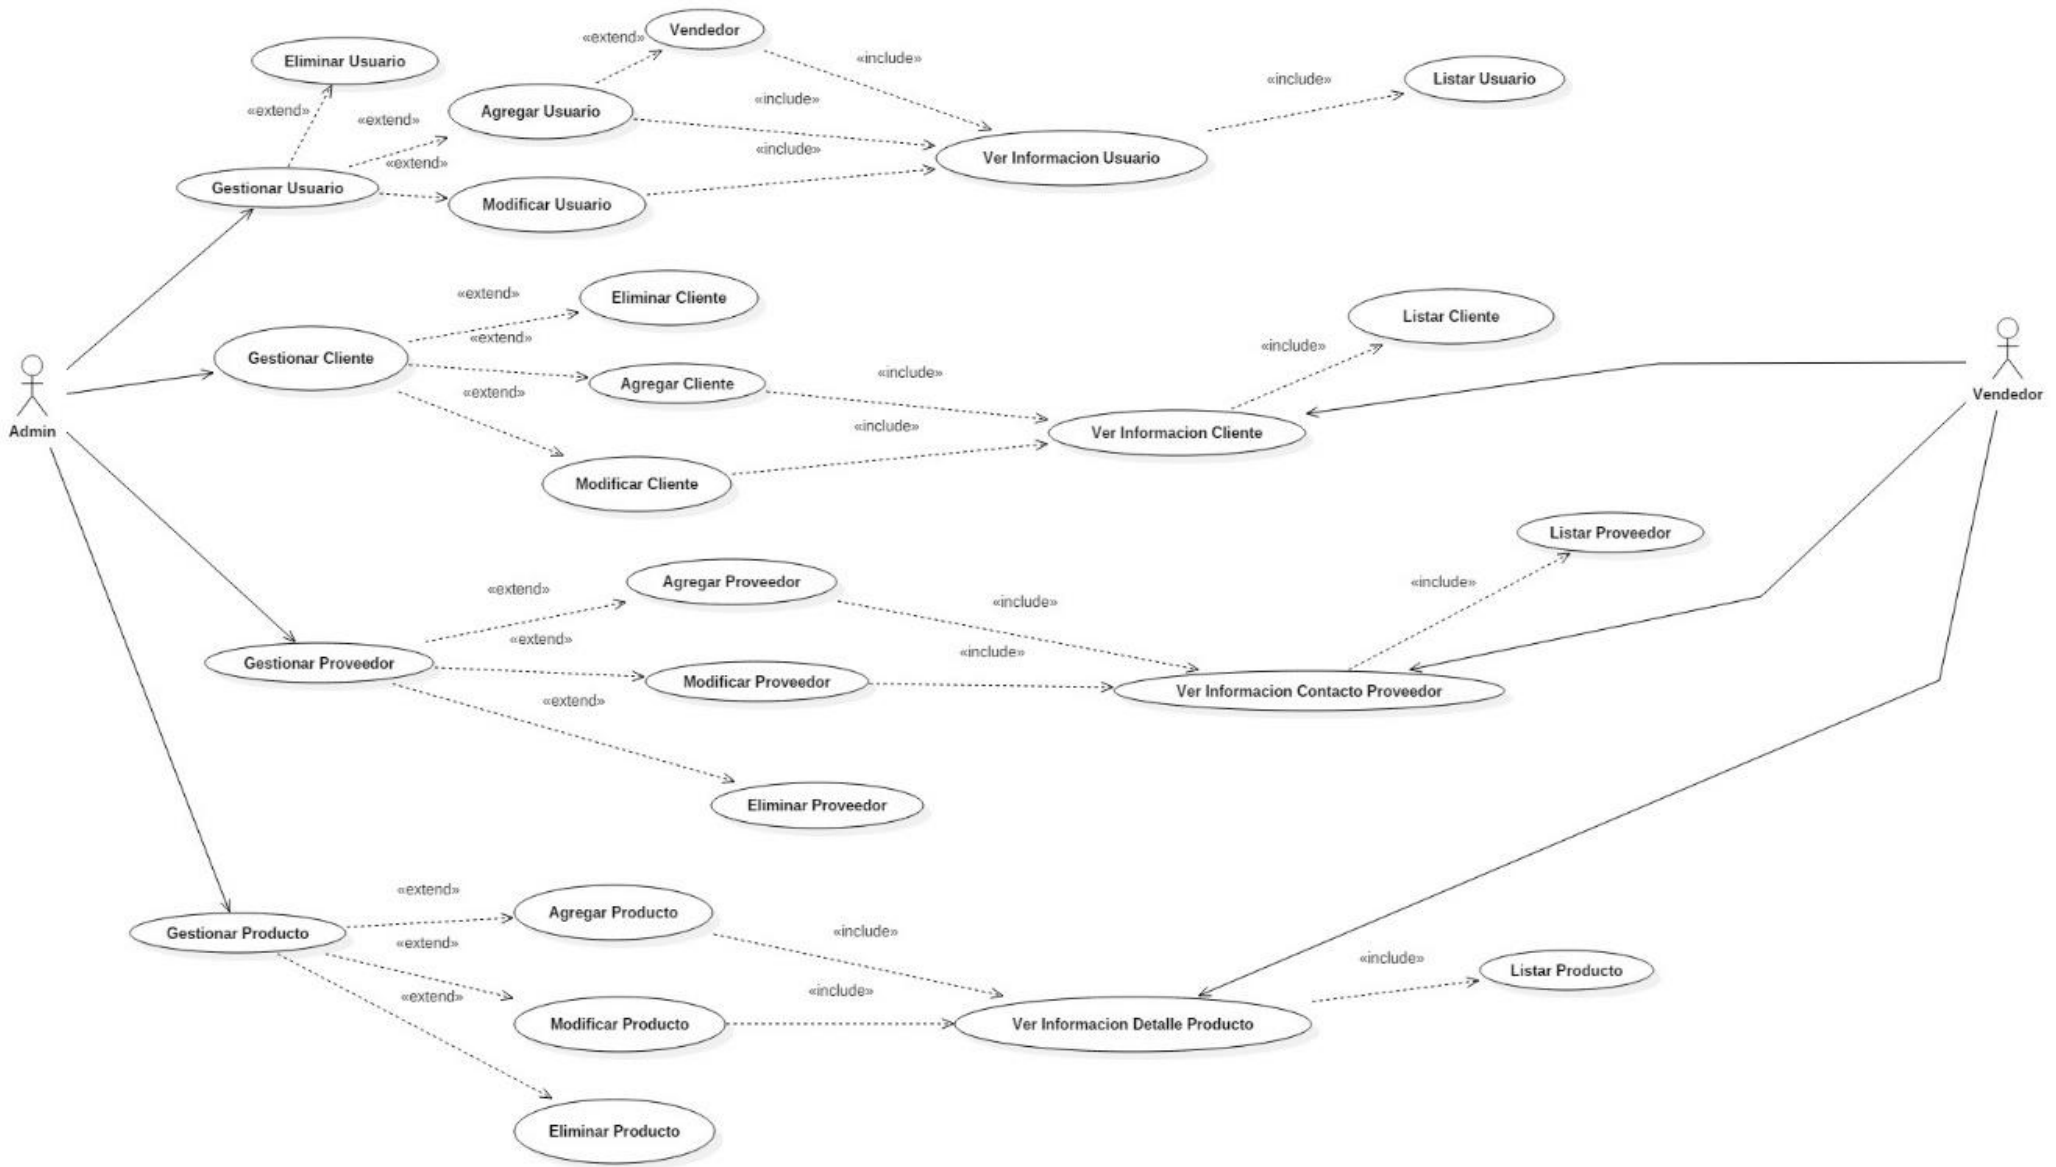 Vendedor
«extend»
Eliminar Usuario
«include»
Listar Usuario
«include»
«extend»
Agregar Usuario
«include»
«extend»
«include»
Ver Informacion Usuario
«extend»
Gestionar Usuario
Modificar Usuario
«extend»
Eliminar Cliente
Listar Cliente
«extend»
«include»
Gestionar Cliente
Agregar Cliente
«include»
«extend»
Admin
Vendedor
«include»
Ver Informacion Cliente
Modificar Cliente
Listar Proveedor
Agregar Proveedor
«extend»
«include»
«include»
«extend»
«include»
Gestionar Proveedor
Modificar Proveedor
Ver Informacion Contacto Proveedor
«extend»
Eliminar Proveedor
«extend»
Agregar Producto
Gestionar Producto
«include»
«extend»
«include»
Listar Producto
«extend»
«include»
Modificar Producto
Ver Informacion Detalle Producto
Eliminar Producto